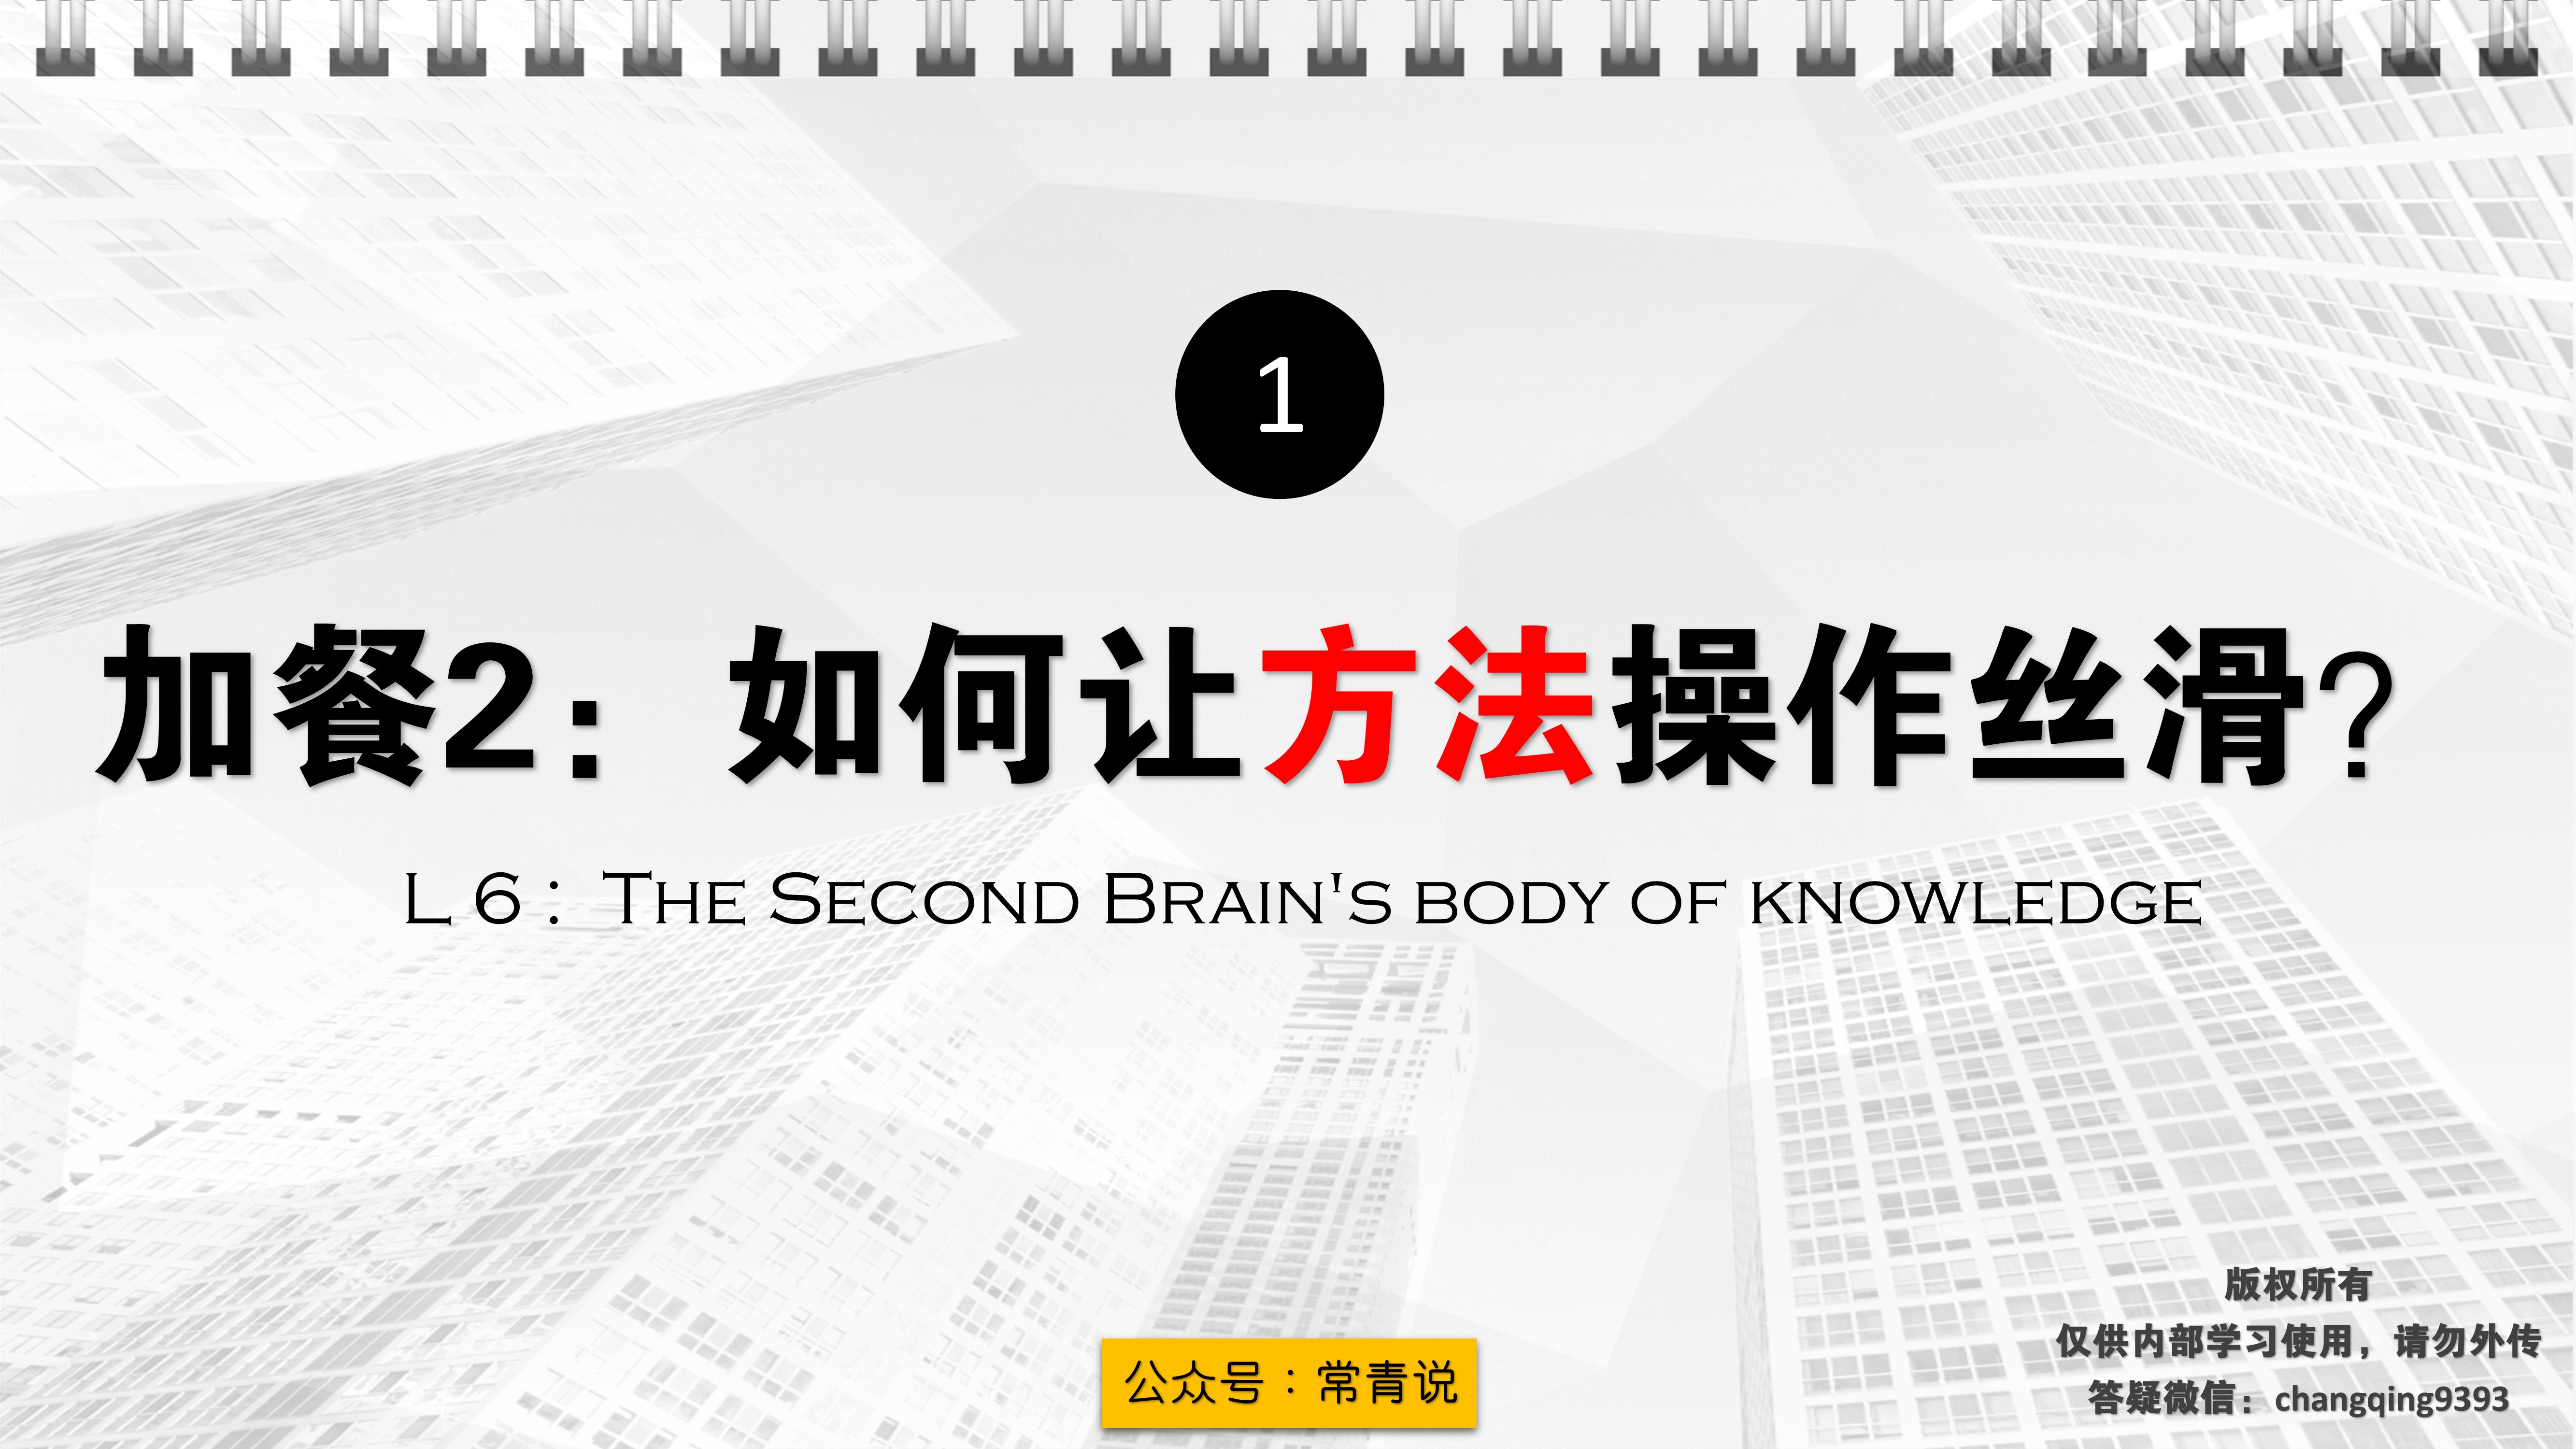 1
加餐2：如何让方法操作丝滑？
L 6： The Second Brain's body of knowledge
版权所有
仅供内部学习使用，请勿外传
答疑微信：changqing9393
公众号：常青说